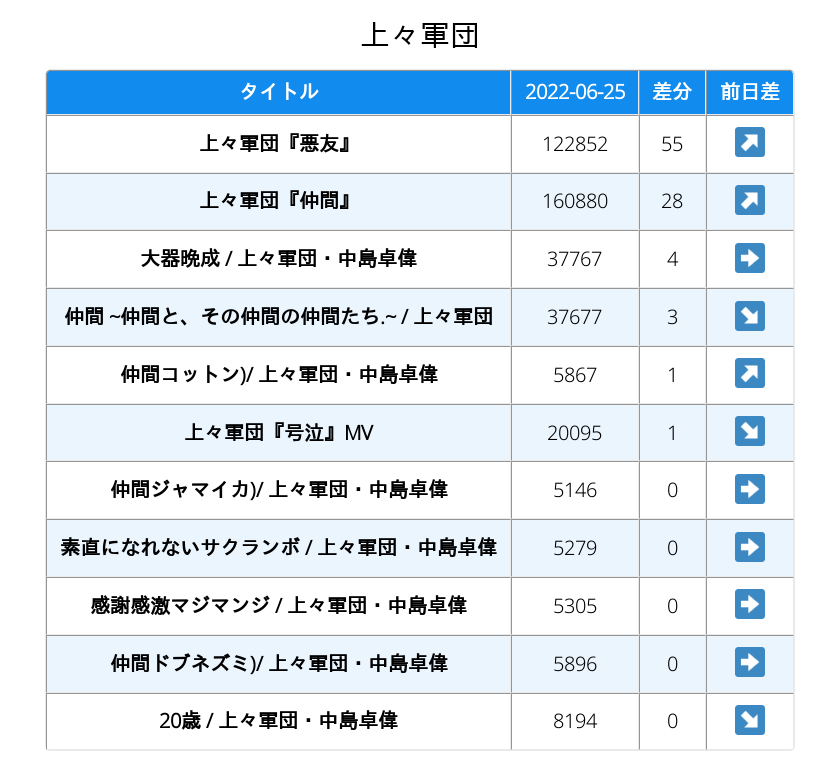 上々軍団
タイトル 2022-06-25 差分 前日差
上々軍団『悪友』 122852 55 ↗
上々軍団『仲間』 160880 28 ↗
大器晩成 / 上々軍団・中島卓偉 37767 4 ➡
仲間 ~仲間と、その仲間の仲間たち.~ / 上々軍団 37677 3 ↘
仲間コットン)/ 上々軍団・中島卓偉 5867 1 ↗
上々軍団『号泣』MV 20095 1 ↘
仲間ジャマイカ)/ 上々軍団・中島卓偉 5146 0 ➡
素直になれないサクランボ / 上々軍団・中島卓偉 5279 0 ➡
感謝感激マジマンジ / 上々軍団・中島卓偉 5305 0 ➡
仲間ドブネズミ)/ 上々軍団・中島卓偉 5896 0 ➡
20歳 / 上々軍団・中島卓偉 8194 0 ↘